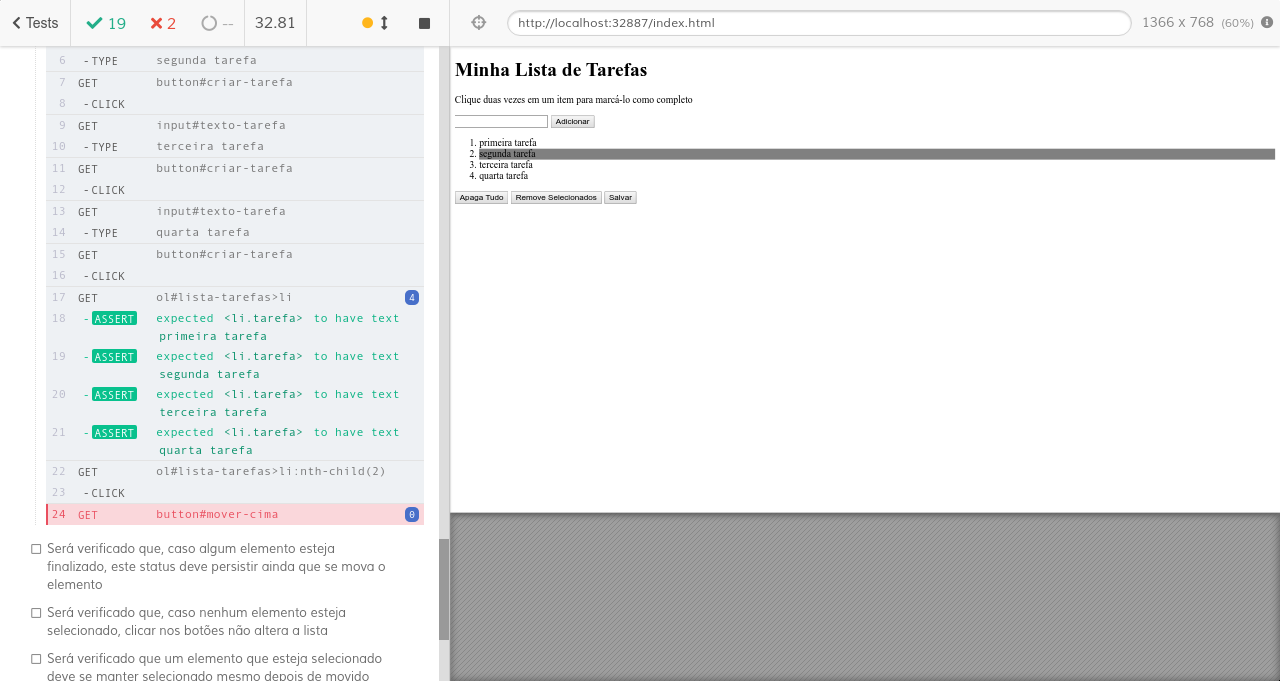 Tests 19 2 -- 32.81 http://localhost:32887/index.html 1366 x 768 (60%)
6 -TYPE segunda tarefa
7 GET button#criar-tarefa
8 -CLICK
9 GET input#texto-tarefa
10 -TYPE terceira tarefa
11 GET button#criar-tarefa
12 -CLICK
13 GET input#texto-tarefa
14 -TYPE quarta tarefa
15 GET button#criar-tarefa
16 -CLICK
17 GET ol#lista-tarefas>li 4
18 -ASSERT expected <li.tarefa> to have text
primeira tarefa
19 -ASSERT expected <li.tarefa> to have text
segunda tarefa
20 -ASSERT expected <li.tarefa> to have text
terceira tarefa
21 -ASSERT expected <li.tarefa> to have text
quarta tarefa
22 GET ol#lista-tarefas>li:nth-child(2)
23 -CLICK
24 GET button#mover-cima 0
Será verificado que, caso algum elemento esteja
finalizado, este status deve persistir ainda que se mova o
elemento
Será verificado que, caso nenhum elemento esteja
selecionado, clicar nos botões não altera a lista
Será verificado que um elemento que esteja selecionado
deve se manter selecionado mesmo depois de movido
Minha Lista de Tarefas
Clique duas vezes em um item para marcá-lo como completo
Adicionar
1. primeira tarefa
2. segunda tarefa
3. terceira tarefa
4. quarta tarefa
Apaga Tudo Remove Selecionados Salvar